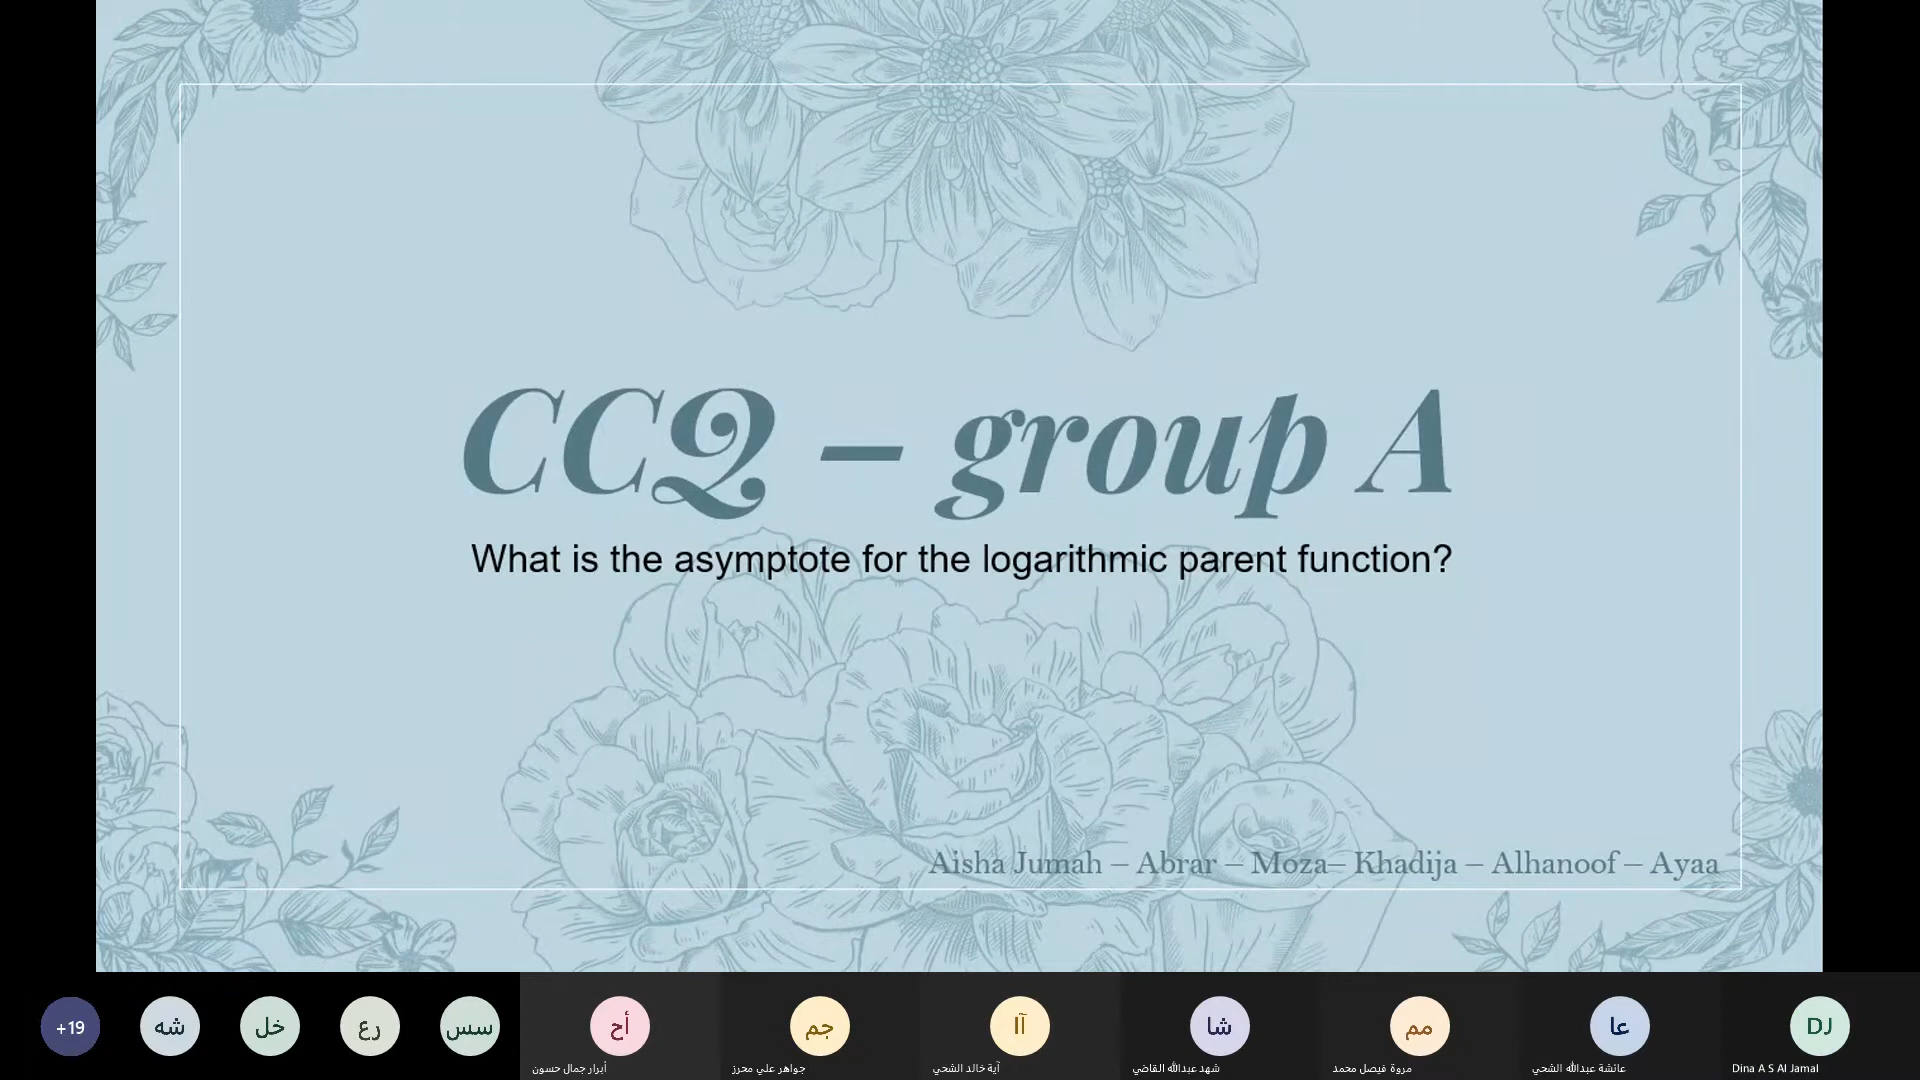 CCQ – group A
What is the asymptote for the logarithmic parent function?
Aisha Jumah – Abrar – Moza– Khadija – Alhanoof – Ayaa
+19
شه
خل
رع
سس
أح
جم
آا
شا
مم
عا
DJ
أبرار جمال حسون
جواهر علي محرز
آية خالد الشحي
شهد عبدالله القاضي
مروة فيصل محمد
عائشة عبدالله الشحي
Dina A S Al Jamal